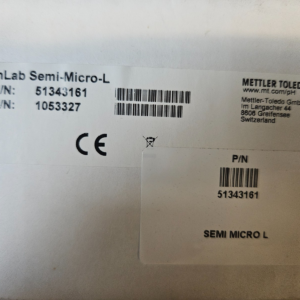 nLab Semi-Micro-L
P/N: 51343161
/N: 1053327
METTLER TOLEDO
www.mt.com/pH
Mettler-Toledo GmbH
Im Langacher 44
8606 Greifensee
Switzerland
CE
P/N
51343161
SEMI MICRO L